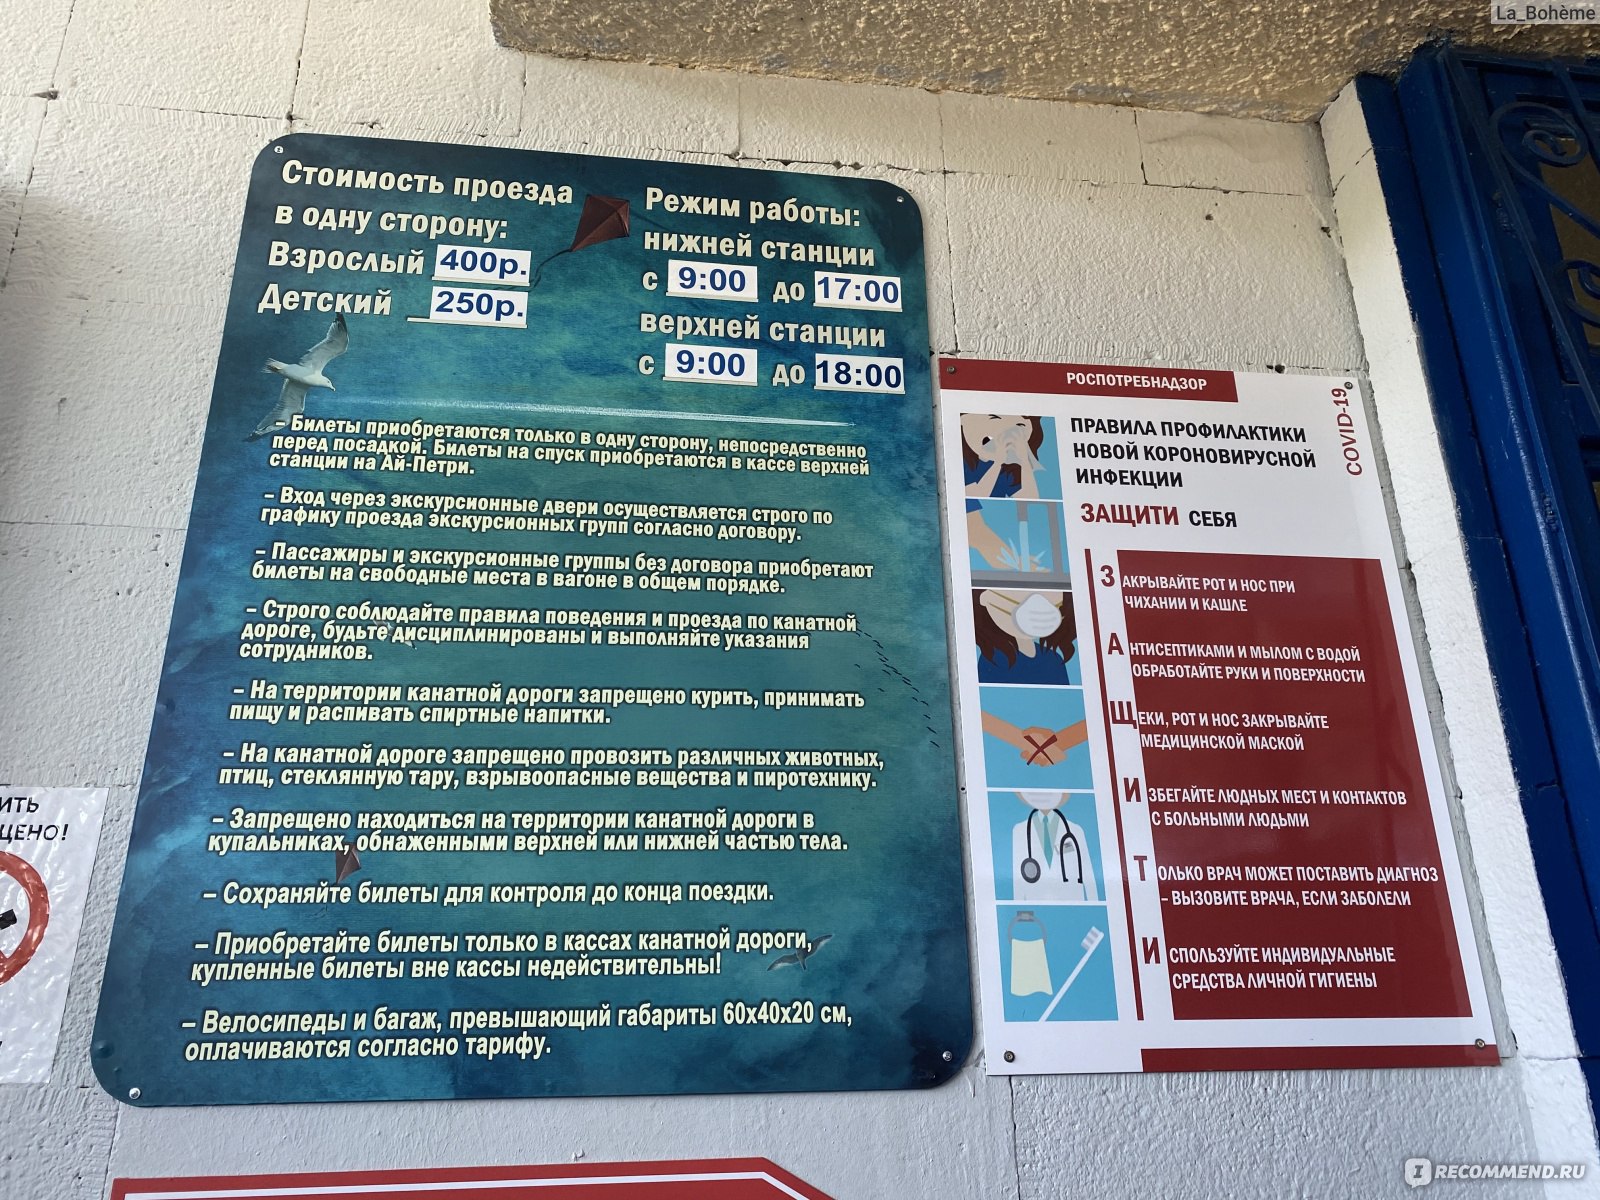 La_Bohème
Стоимость проезда
в одну сторону:
Взрослый 400р.
Детский 250р.
Режим работы:
нижней станции
с 9:00 до 17:00
верхней станции
с 9:00 до 18:00
– Билеты приобретаются только в одну сторону, непосредственно
перед посадкой. Билеты на спуск приобретаются в кассе верхней
станции на Ай-Петри.
– Вход через экскурсионные двери осуществляется строго по
графику проезда экскурсионных групп согласно договору.
– Пассажиры и экскурсионные группы без договора приобретают
билеты на свободные места в вагоне в общем порядке.
– Строго соблюдайте правила поведения и проезда по канатной
дороге, будьте дисциплинированы и выполняйте указания
сотрудников.
– На территории канатной дороги запрещено курить, принимать
пищу и распивать спиртные напитки.
– На канатной дороге запрещено провозить различных животных,
птиц, стеклянную тару, взрывоопасные вещества и пиротехнику.
– Запрещено находиться на территории канатной дороги в
купальниках, обнаженными верхней или нижней частью тела.
– Сохраняйте билеты для контроля до конца поездки.
– Приобретайте билеты только в кассах канатной дороги,
купленные билеты вне кассы недействительны!
– Велосипеды и багаж, превышающий габариты 60х40х20 см,
оплачиваются согласно тарифу.
РОСПОТРЕБНАДЗОР
COVID-19
ПРАВИЛА ПРОФИЛАКТИКИ
НОВОЙ КОРОНОВИРУСНОЙ
ИНФЕКЦИИ
ЗАЩИТИ СЕБЯ
ЗАКРЫВАЙТЕ РОТ И НОС ПРИ
ЧИХАНИИ И КАШЛЕ
АНТИСЕПТИКАМИ И МЫЛОМ С ВОДОЙ
ОБРАБОТАЙТЕ РУКИ И ПОВЕРХНОСТИ
ЩЕКИ, РОТ И НОС ЗАКРЫВАЙТЕ
МЕДИЦИНСКОЙ МАСКОЙ
ИЗБЕГАЙТЕ ЛЮДНЫХ МЕСТ И КОНТАКТОВ
С БОЛЬНЫМИ ЛЮДЬМИ
ТОЛЬКО ВРАЧ МОЖЕТ ПОСТАВИТЬ ДИАГНОЗ
– ВЫЗОВИТЕ ВРАЧА, ЕСЛИ ЗАБОЛЕЛИ
ИСПОЛЬЗУЙТЕ ИНДИВИДУАЛЬНЫЕ
СРЕДСТВА ЛИЧНОЙ ГИГИЕНЫ
ИТЬ
ЩЕНО!
IRECOMMEND.RU